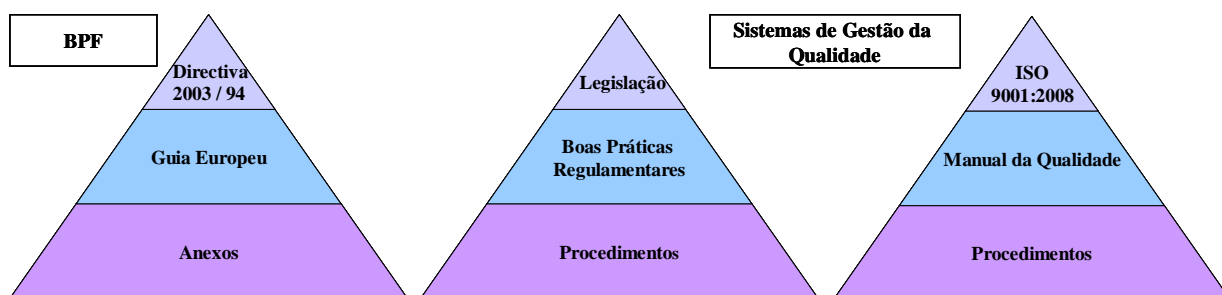 BPF
Directiva
2003 / 94
Guia Europeu
Anexos
Legislação
Boas Práticas
Regulamentares
Procedimentos
Sistemas de Gestão da
Qualidade
ISO
9001:2008
Manual da Qualidade
Procedimentos